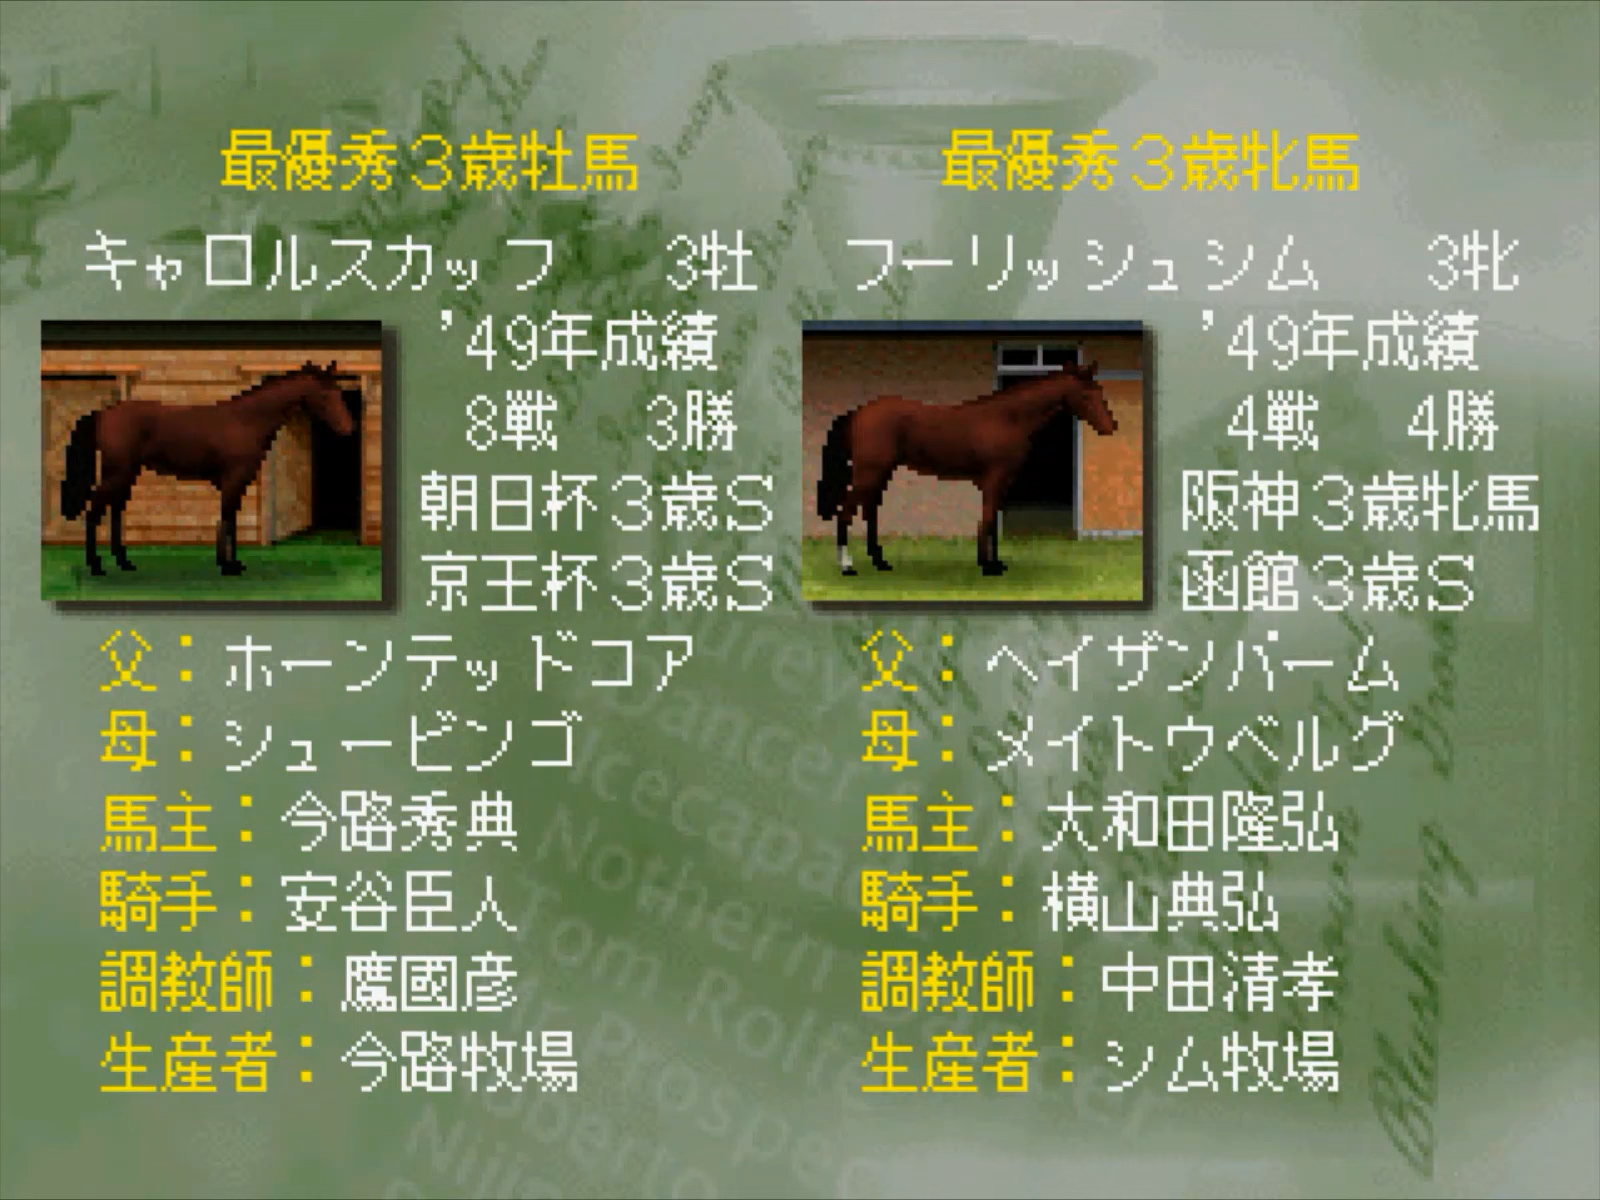 最優秀３歳牡馬
キャロルスカッフ　3牡
'49年成績
8戦　3勝
朝日杯３歳Ｓ
京王杯３歳Ｓ
父：ホーンテッドコア
母：シュービンゴ
馬主：今路秀典
騎手：安谷臣人
調教師：鷹國彦
生産者：今路牧場
最優秀３歳牝馬
フーリッシュシム　3牝
'49年成績
4戦　4勝
阪神３歳牝馬
函館３歳Ｓ
父：ヘイザンバーム
母：メイトウベルグ
馬主：大和田隆弘
騎手：横山典弘
調教師：中田清孝
生産者：シム牧場
Dancer
Icecapade
Nothern
Tom Rolfe
Blushing